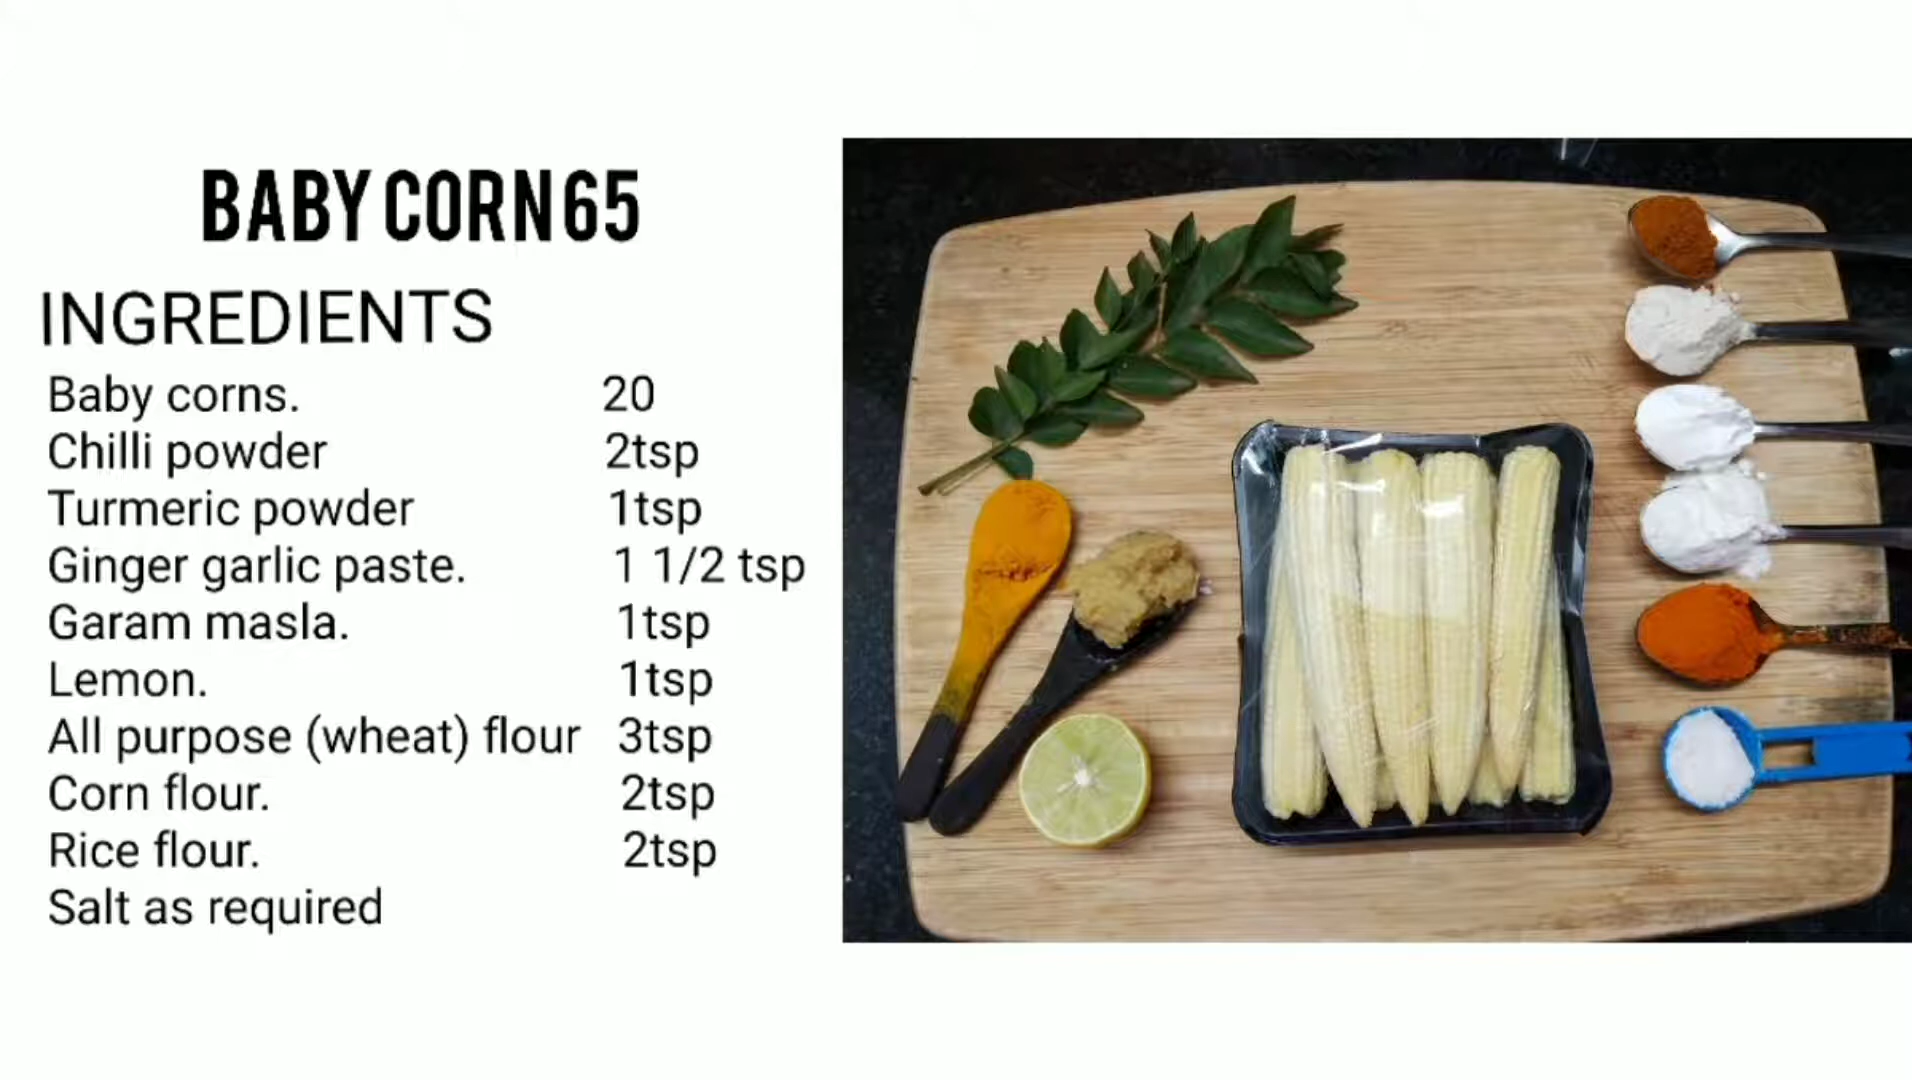 BABY CORN 65
INGREDIENTS
Baby corns. 20
Chilli powder 2tsp
Turmeric powder 1tsp
Ginger garlic paste. 1 1/2 tsp
Garam masla. 1tsp
Lemon. 1tsp
All purpose (wheat) flour 3tsp
Corn flour. 2tsp
Rice flour. 2tsp
Salt as required